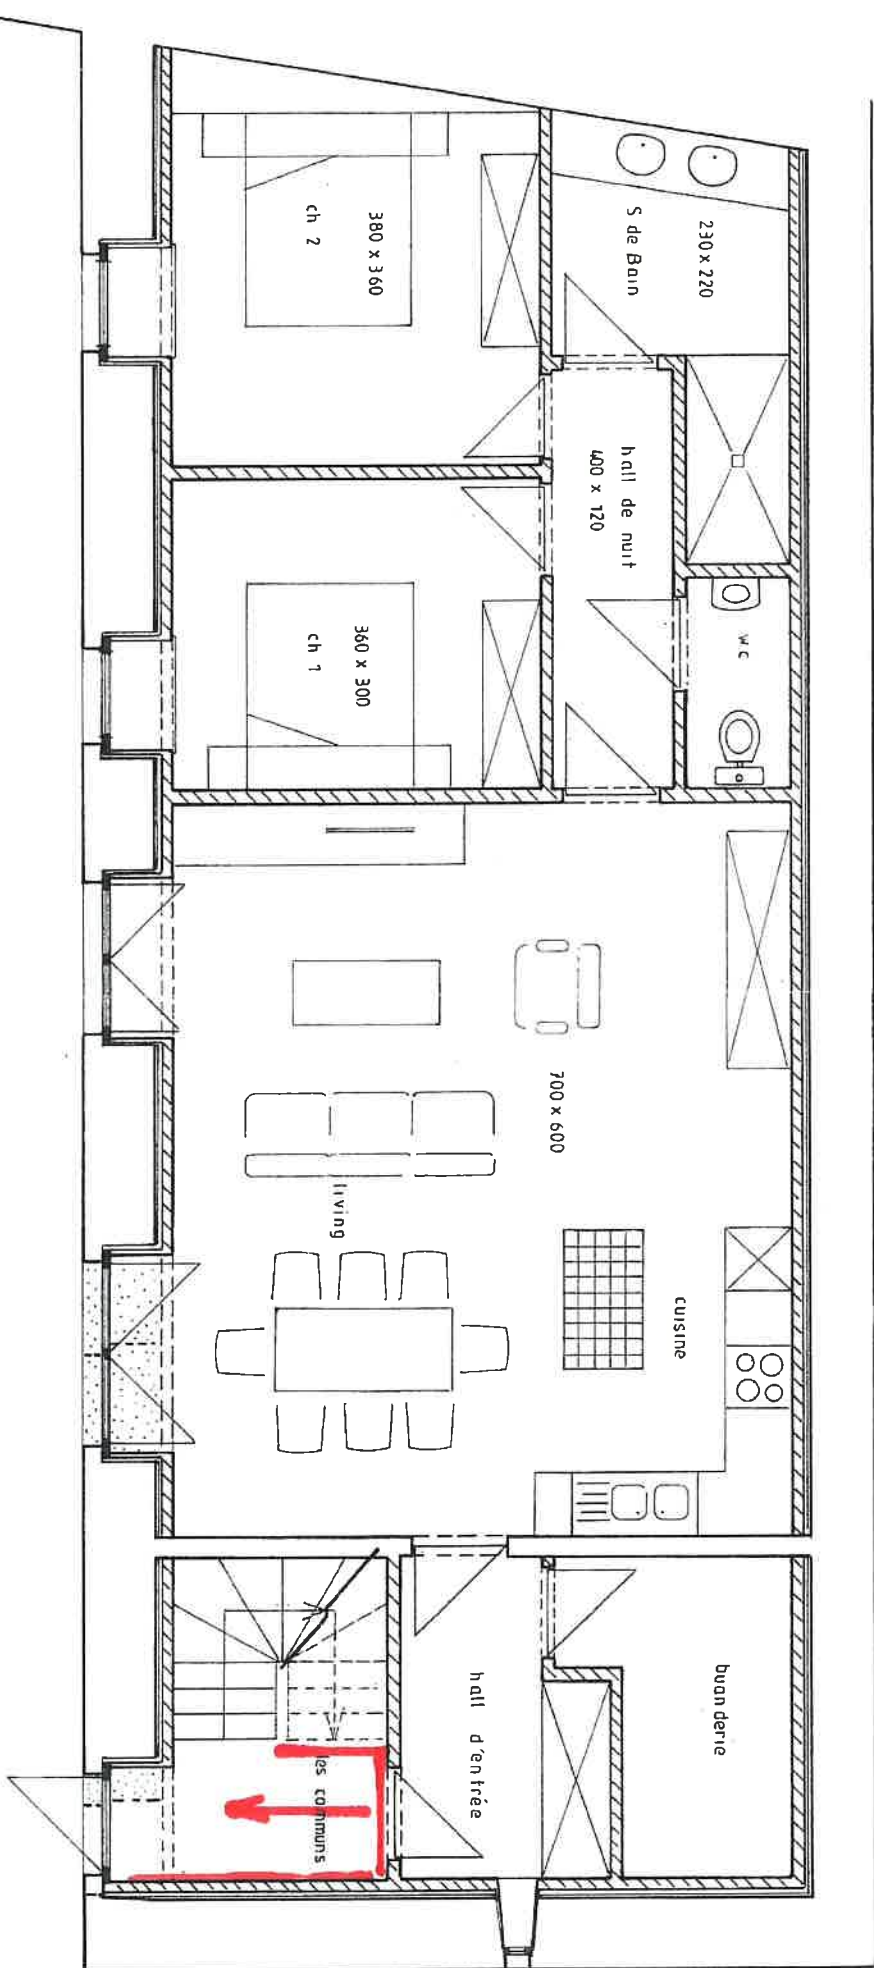 230 x 220
S de Bain
380 x 360
ch 2
hall de nuit
400 x 120
wc
360 x 300
ch 1
700 x 600
living
cuisine
buanderie
hall d'entrée
les communs